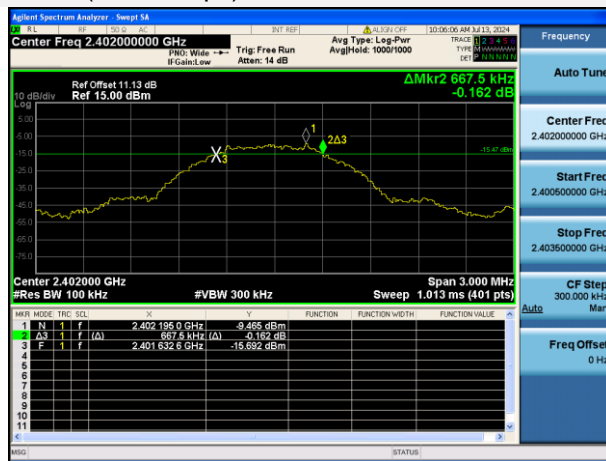 Agilent Spectrum Analyzer - Swept SA
RL RF 50 Ω AC INT REF ALIGN OFF 10:06:06 AM Jul 13, 2024
Center Freq 2.402000000 GHz
PNO: Wide Trig: Free Run Avg Type: Log-Pwr TRACE 1 2 3 4 5 6
IFGain:Low Atten: 14 dB Avg|Hold: 1000/1000 TYPE M
DET P N N N N N
ΔMkr2 667.5 kHz
-0.162 dB
Ref Offset 11.13 dB
10 dB/div Ref 15.00 dBm
Log
5.00
-5.00
-15.0
-25.0
-35.0
-45.0
-55.0
-65.0
-75.0
1
2Δ3
3
-15.47 dBm
Center 2.402000 GHz Span 3.000 MHz
#Res BW 100 kHz #VBW 300 kHz Sweep 1.013 ms (401 pts)
MKR MODE TRC SCL X Y FUNCTION FUNCTION WIDTH FUNCTION VALUE
1 N 1 f 2.402 195 0 GHz -9.465 dBm
2 Δ3 1 f (Δ) 667.5 kHz (Δ) -0.162 dB
3 F 1 f 2.401 632 6 GHz -15.692 dBm
4
5
6
7
8
9
10
11
MSG STATUS
Frequency
Auto Tune
Center Freq
2.402000000 GHz
Start Freq
2.400500000 GHz
Stop Freq
2.403500000 GHz
CF Step
300.000 kHz
Auto Man
Freq Offset
0 Hz